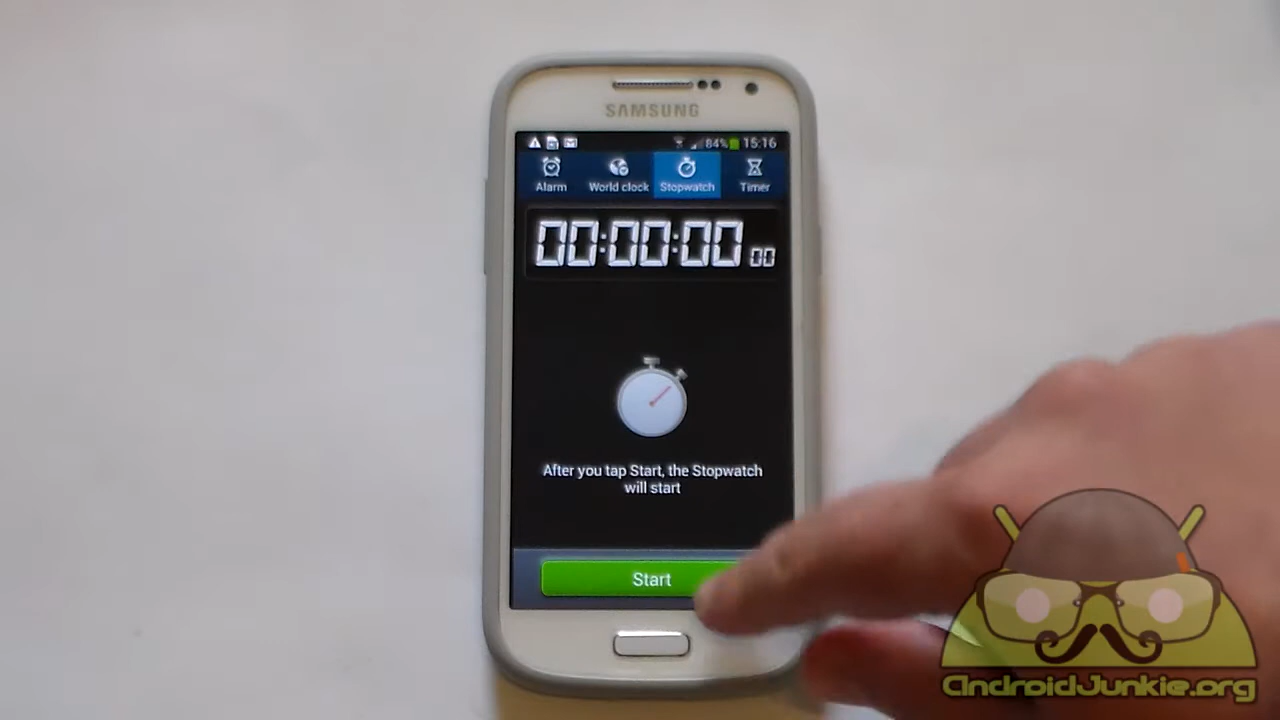 SAMSUNG
84% 15:16
Alarm World clock Stopwatch Timer
00:00:00 00
After you tap Start, the Stopwatch
will start
Start
AndroidJunkie.org